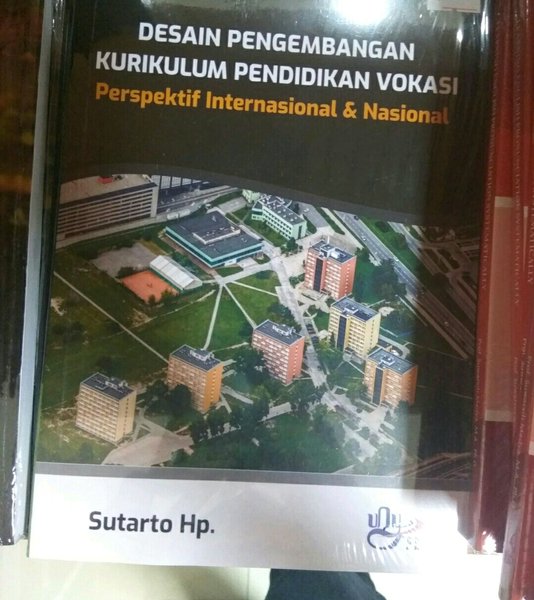 DESAIN PENGEMBANGAN
KURIKULUM PENDIDIKAN VOKASI
Perspektif Internasional & Nasional
Sutarto Hp.